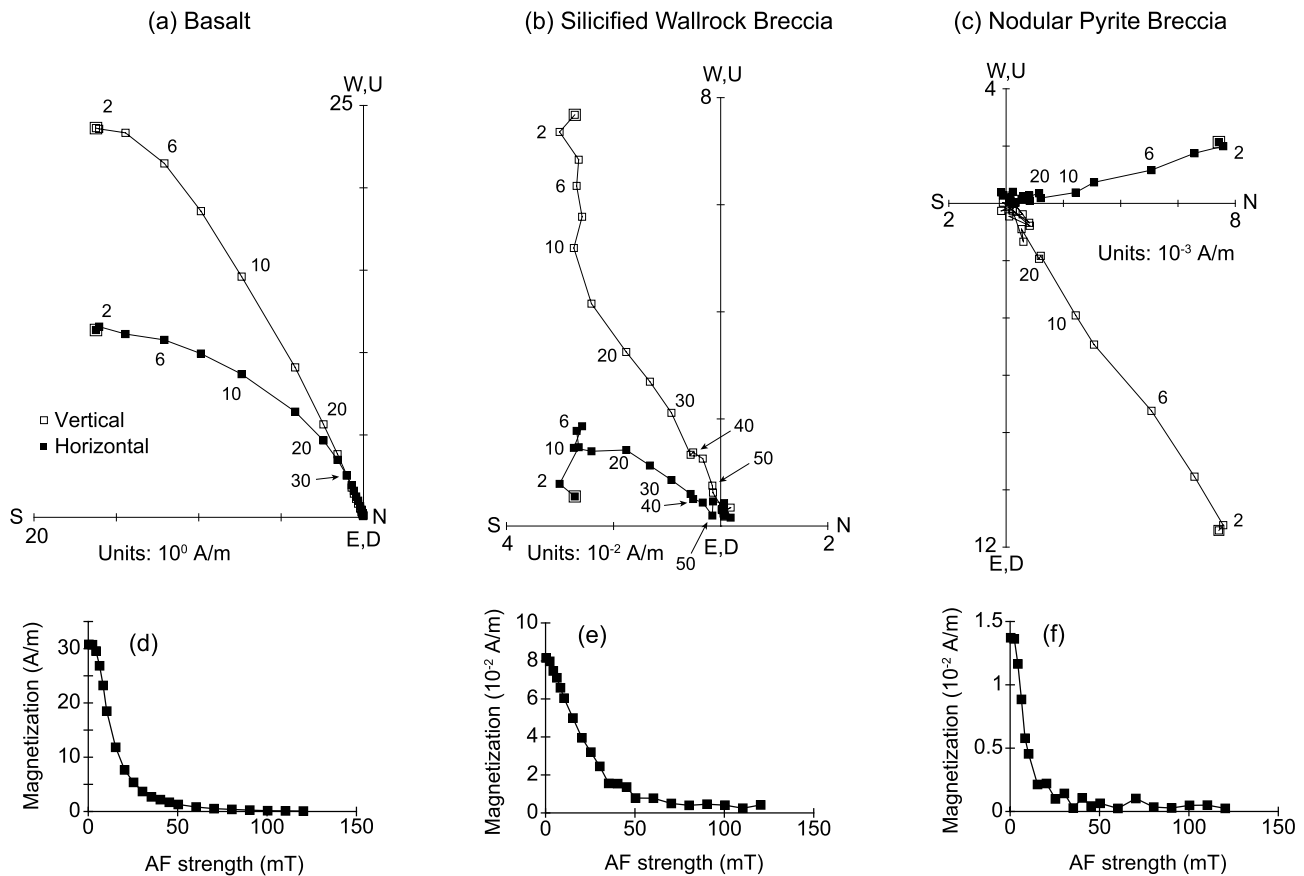 (a) Basalt
(b) Silicified Wallrock Breccia
(c) Nodular Pyrite Breccia
W,U
25
2
6
10
20
2
6
10
20
30
□ Vertical
■ Horizontal
S
N
20
E,D
Units: 10⁰ A/m
W,U
8
2
6
10
20
30
40
50
6
10
2
20
30
40
50
S
N
4
E,D
2
Units: 10⁻² A/m
W,U
4
20
10
6
2
S
N
2
8
Units: 10⁻³ A/m
20
10
6
2
12
E,D
(d)
Magnetization (A/m)
30
20
10
0
0
50
100
150
AF strength (mT)
(e)
Magnetization (10⁻² A/m)
10
8
6
4
2
0
0
50
100
150
AF strength (mT)
(f)
Magnetization (10⁻² A/m)
1.5
1
0.5
0
0
50
100
150
AF strength (mT)